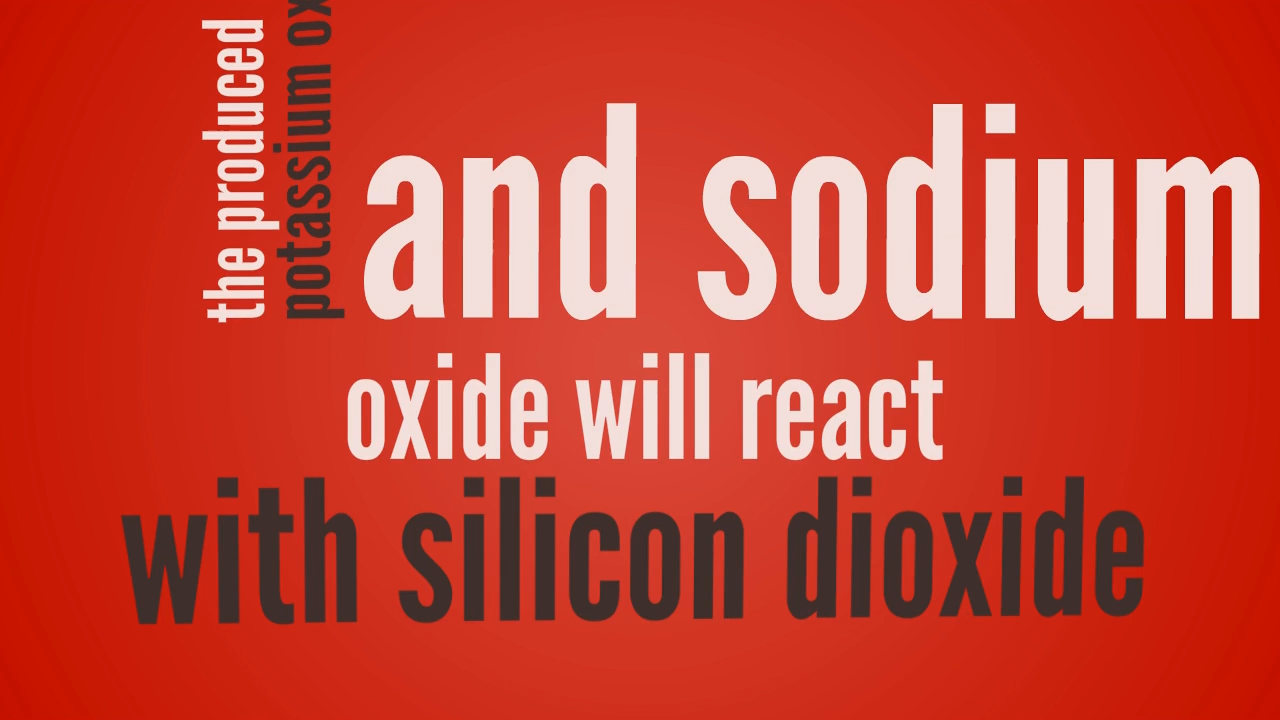 the produced
potassium ox
and sodium
oxide will react
with silicon dioxide